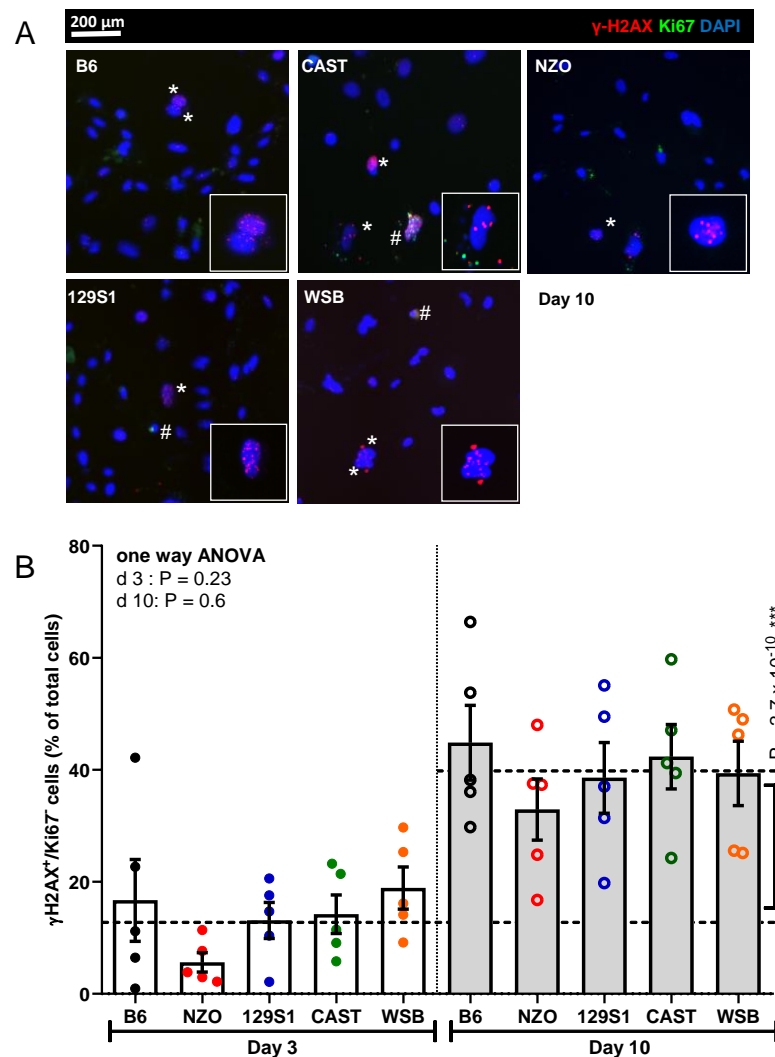 A
200 μm
γ-H2AX Ki67 DAPI
B6
*
*
CAST
*
*
#
NZO
*
129S1
*
#
WSB
#
*
*
Day 10
B
80
60
40
20
0
γH2AX⁺/Ki67⁻ cells (% of total cells)
one way ANOVA
d 3 : P = 0.23
d 10: P = 0.6
***
B6 NZO 129S1 CAST WSB B6 NZO 129S1 CAST WSB
Day 3 Day 10